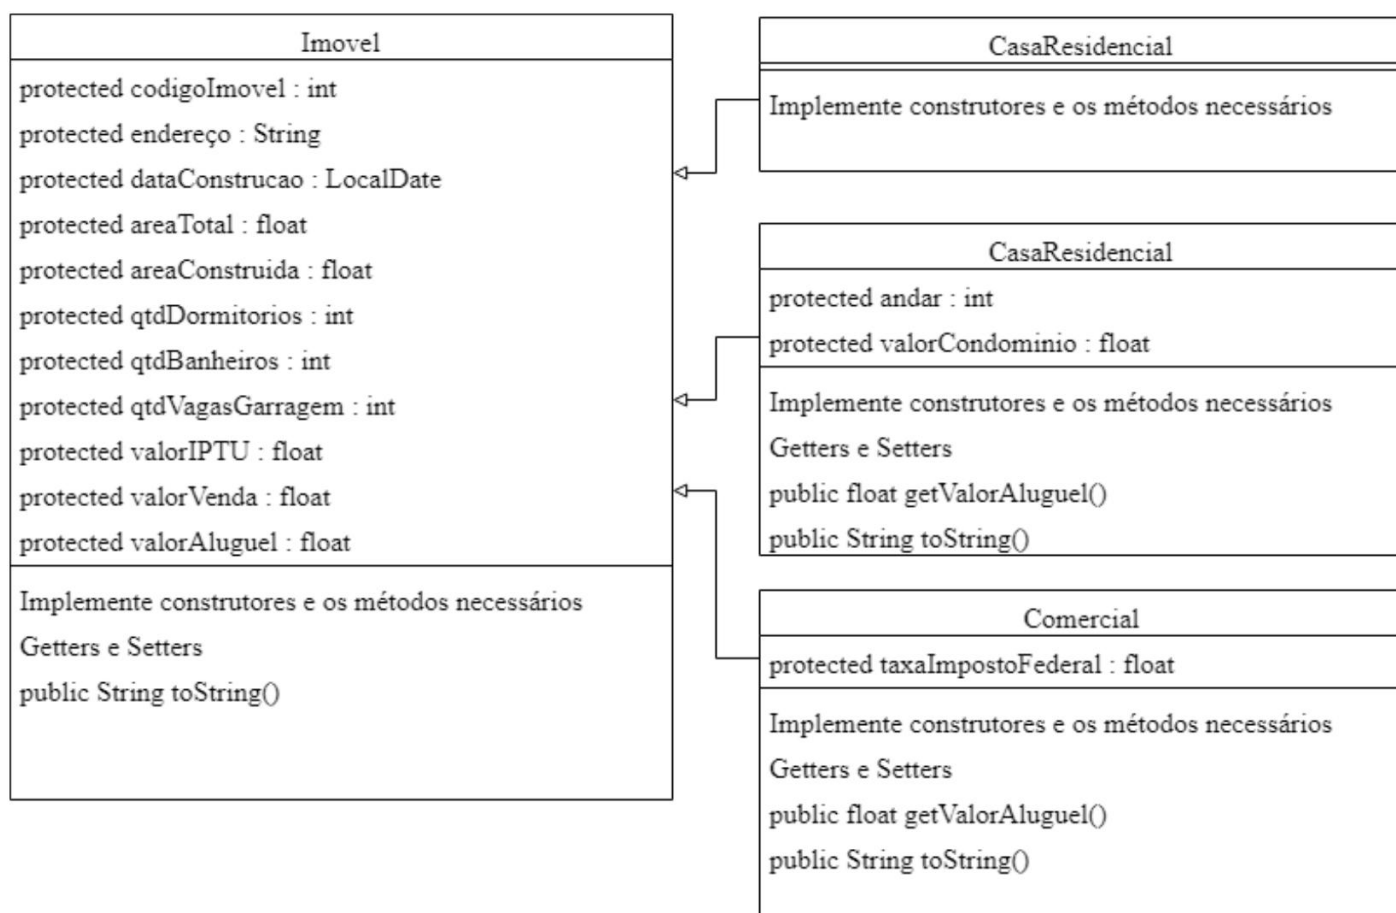 Imovel
protected codigoImovel : int
protected endereço : String
protected dataConstrucao : LocalDate
protected areaTotal : float
protected areaConstruida : float
protected qtdDormitorios : int
protected qtdBanheiros : int
protected qtdVagasGarragem : int
protected valorIPTU : float
protected valorVenda : float
protected valorAluguel : float
Implemente construtores e os métodos necessários
Getters e Setters
public String toString()
CasaResidencial
Implemente construtores e os métodos necessários
CasaResidencial
protected andar : int
protected valorCondominio : float
Implemente construtores e os métodos necessários
Getters e Setters
public float getValorAluguel()
public String toString()
Comercial
protected taxaImpostoFederal : float
Implemente construtores e os métodos necessários
Getters e Setters
public float getValorAluguel()
public String toString()